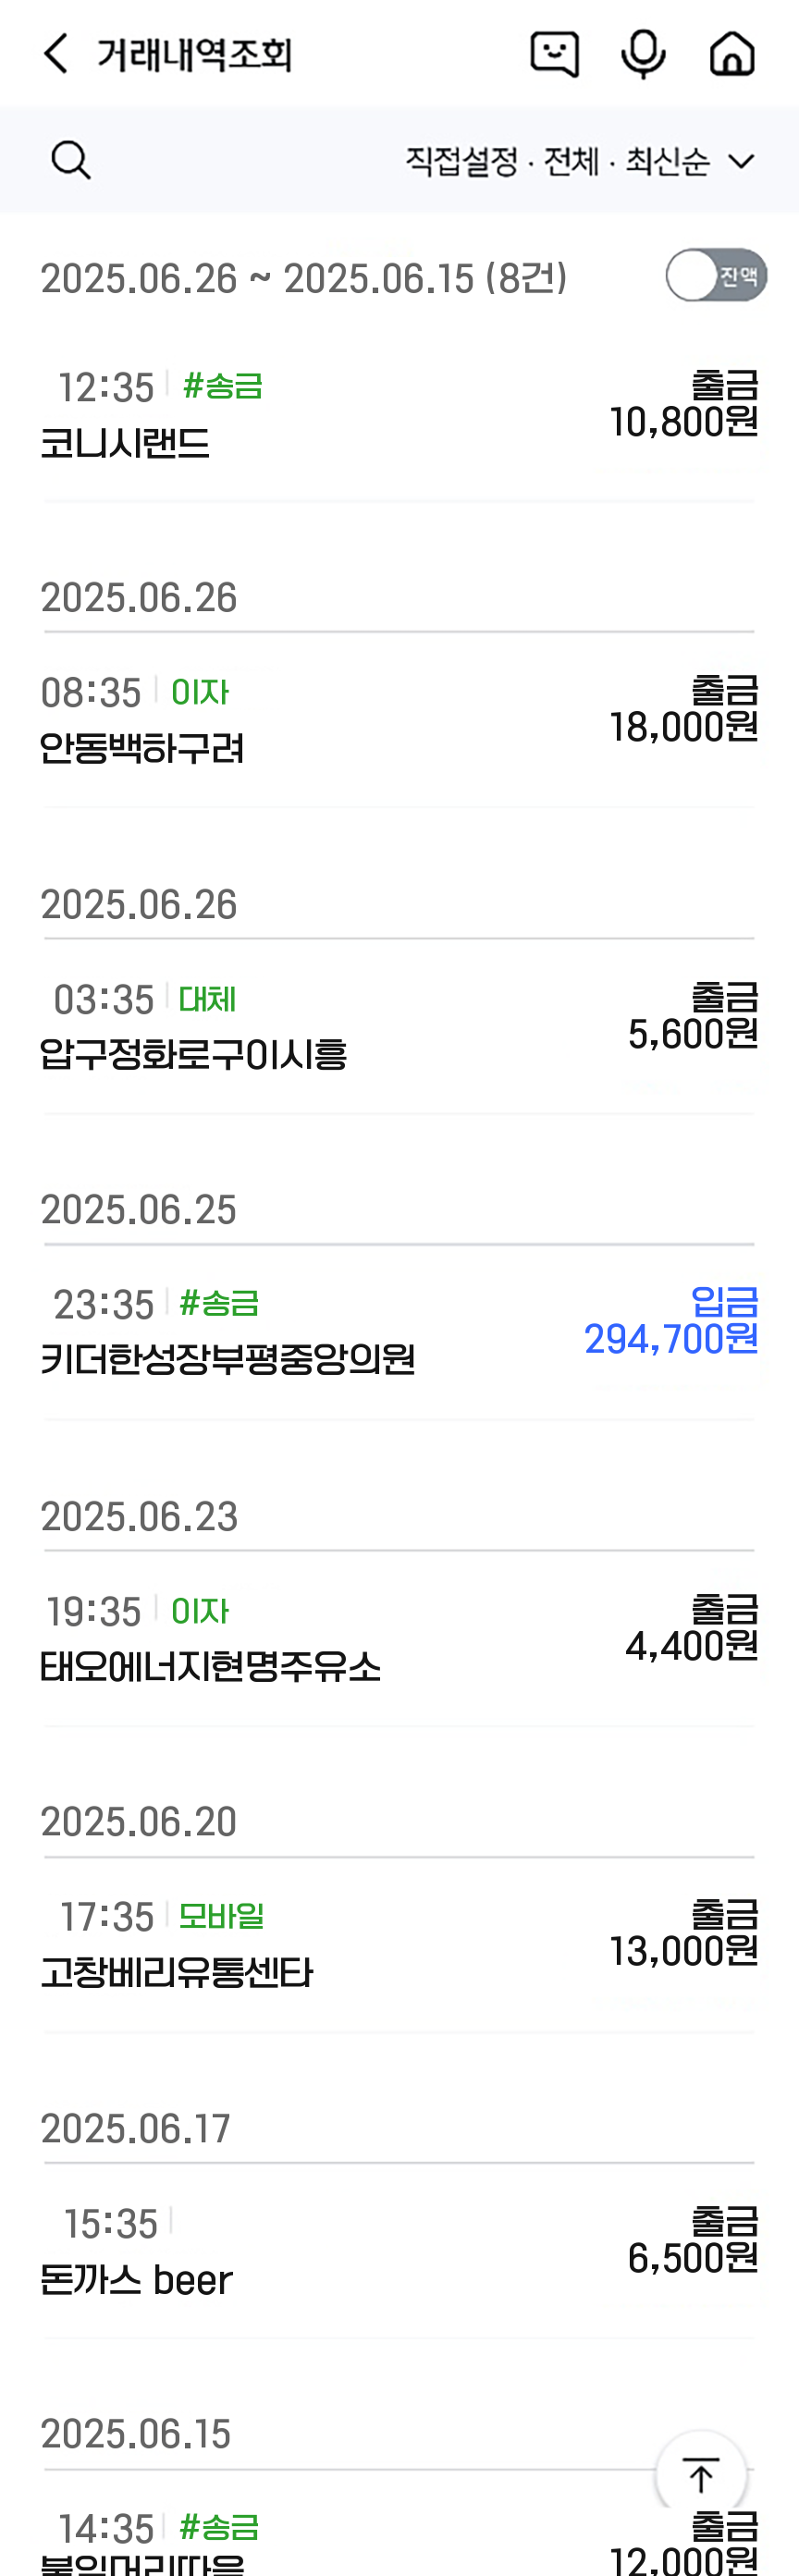 거래내역조회
직접설정 · 전체 · 최신순
2025.06.26 ~ 2025.06.15 (8건)
잔액
12:35 #송금
출금
코니시랜드
10,800원
2025.06.26
08:35 이자
출금
안동백하구려
18,000원
2025.06.26
03:35 대체
출금
압구정화로구이시흥
5,600원
2025.06.25
23:35 #송금
입금
키더한성장부평중앙의원
294,700원
2025.06.23
19:35 이자
출금
태오에너지현명주유소
4,400원
2025.06.20
17:35 모바일
출금
고창베리유통센타
13,000원
2025.06.17
15:35
출금
돈까스 beer
6,500원
2025.06.15
14:35 #송금
출금
12,000원